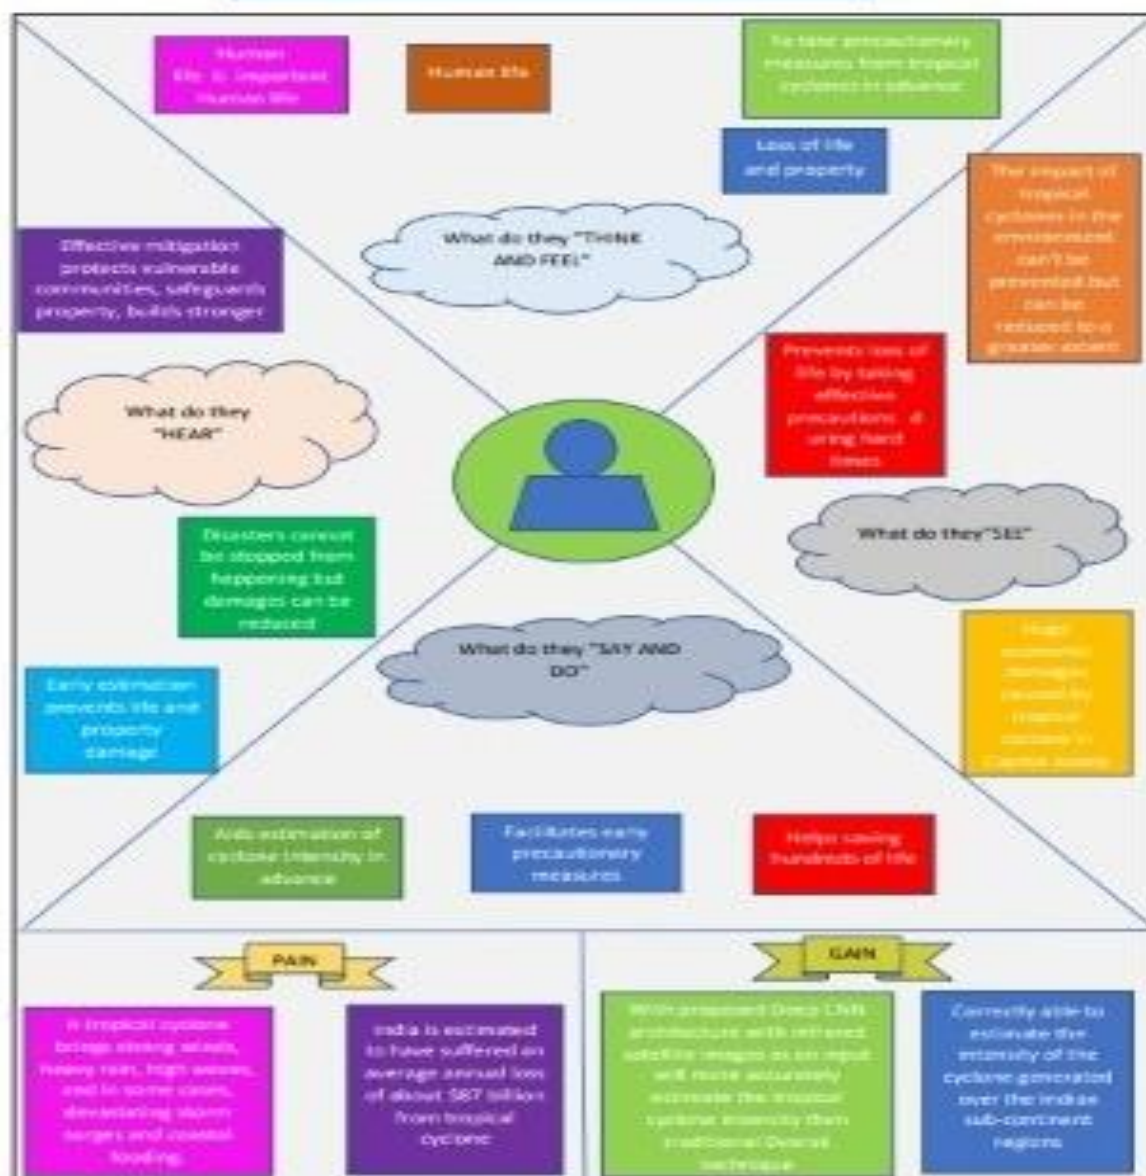 Human
life is important
Human life
Human life
To take precautionary
measures from tropical
cyclones in advance
Loss of life
and property
What do they "THINK
AND FEEL"
The impact of
tropical
cyclones in the
environment
can't be
prevented but
can be
reduced to a
greater extent
Effective mitigation
protects vulnerable
communities, safeguards
property, builds stronger
What do they
"HEAR"
Prevents loss of
life by taking
effective
precautions d
uring hard
times
What do they"SEE"
Disasters cannot
be stopped from
happening but
damages can be
reduced
What do they "SAY AND
DO"
Early estimation
prevents life and
property
damage
Huge
economic
damages
caused by
tropical
Aids estimation of
cyclone intensity in
advance
Facilitates early
precautionary
measures
Helps saving
hundreds of life
PAIN
GAIN
A tropical cyclone
brings strong winds,
heavy rain, high waves,
and in some cases,
devastating storm
surges and coastal
flooding.
India is estimated
to have suffered an
average annual loss
of about $87 billion
from tropical
cyclone
With proposed Deep CNN
architecture with infrared
satellite images as an input
will more accurately
estimate the tropical
cyclone intensity than
traditional Dvorak
technique
Correctly able to
estimate the
intensity of the
cyclone generated
over the Indian
sub-continent
regions